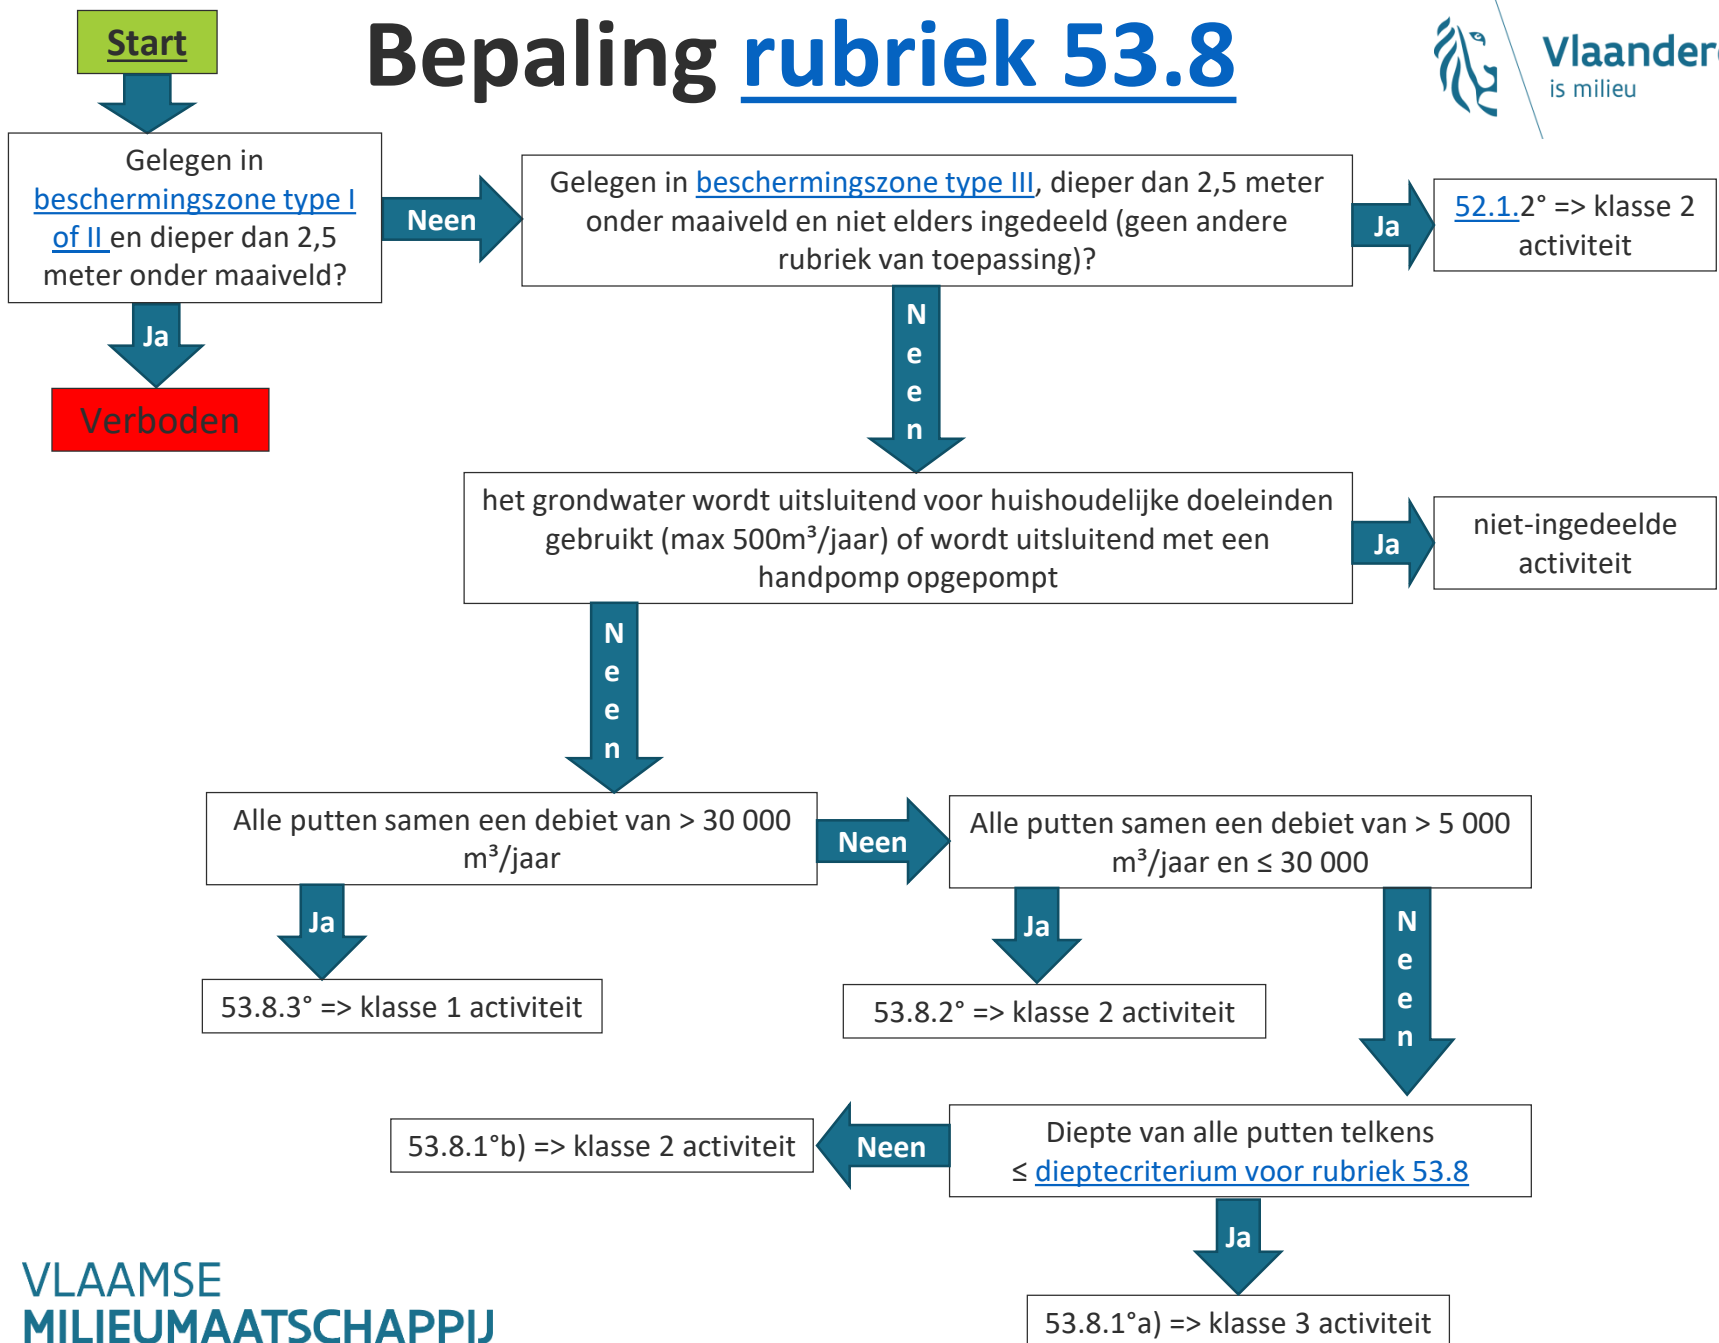 Start
Bepaling rubriek 53.8
Vlaander
is milieu
Gelegen in
beschermingszone type I
of II en dieper dan 2,5
meter onder maaiveld?
Neen
Gelegen in beschermingszone type III, dieper dan 2,5 meter
onder maaiveld en niet elders ingedeeld (geen andere
rubriek van toepassing)?
Ja
52.1.2° => klasse 2
activiteit
Ja
Verboden
Neen
het grondwater wordt uitsluitend voor huishoudelijke doeleinden
gebruikt (max 500m³/jaar) of wordt uitsluitend met een
handpomp opgepompt
Ja
niet-ingedeelde
activiteit
Neen
Alle putten samen een debiet van > 30 000
m³/jaar
Neen
Alle putten samen een debiet van > 5 000
m³/jaar en ≤ 30 000
Ja
53.8.3° => klasse 1 activiteit
Ja
53.8.2° => klasse 2 activiteit
Neen
Diepte van alle putten telkens
≤ dieptecriterium voor rubriek 53.8
Neen
53.8.1°b) => klasse 2 activiteit
Ja
53.8.1°a) => klasse 3 activiteit
VLAAMSE
MILIEUMAATSCHAPPIJ